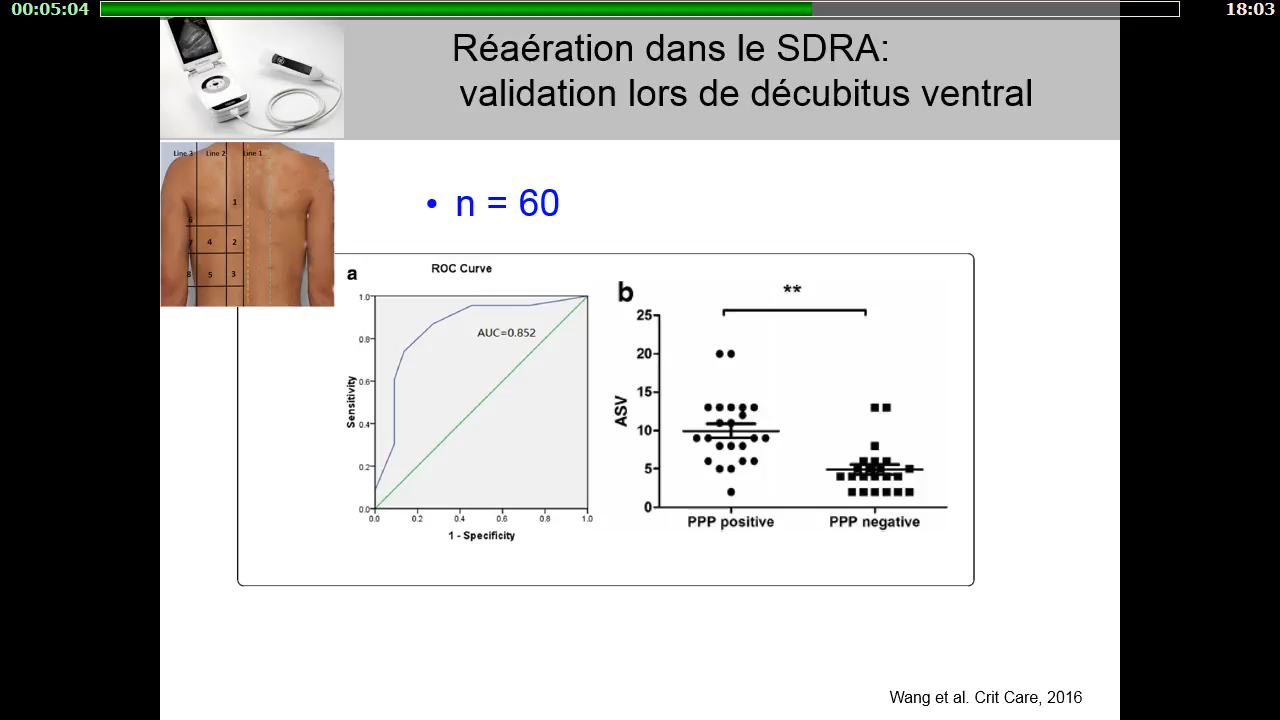 00:05:04
18:03
Réaération dans le SDRA:
validation lors de décubitus ventral
Line 3 Line 2 Line 1
1
6
7 4 2
8 5 3
• n = 60
a
ROC Curve
AUC=0.852
Sensitivity
1.0
0.8
0.6
0.4
0.2
0.0
0.0 0.2 0.4 0.6 0.8 1.0
1 - Specificity
b
**
ASV
25
20
15
10
5
0
PPP positive PPP negative
Wang et al. Crit Care, 2016